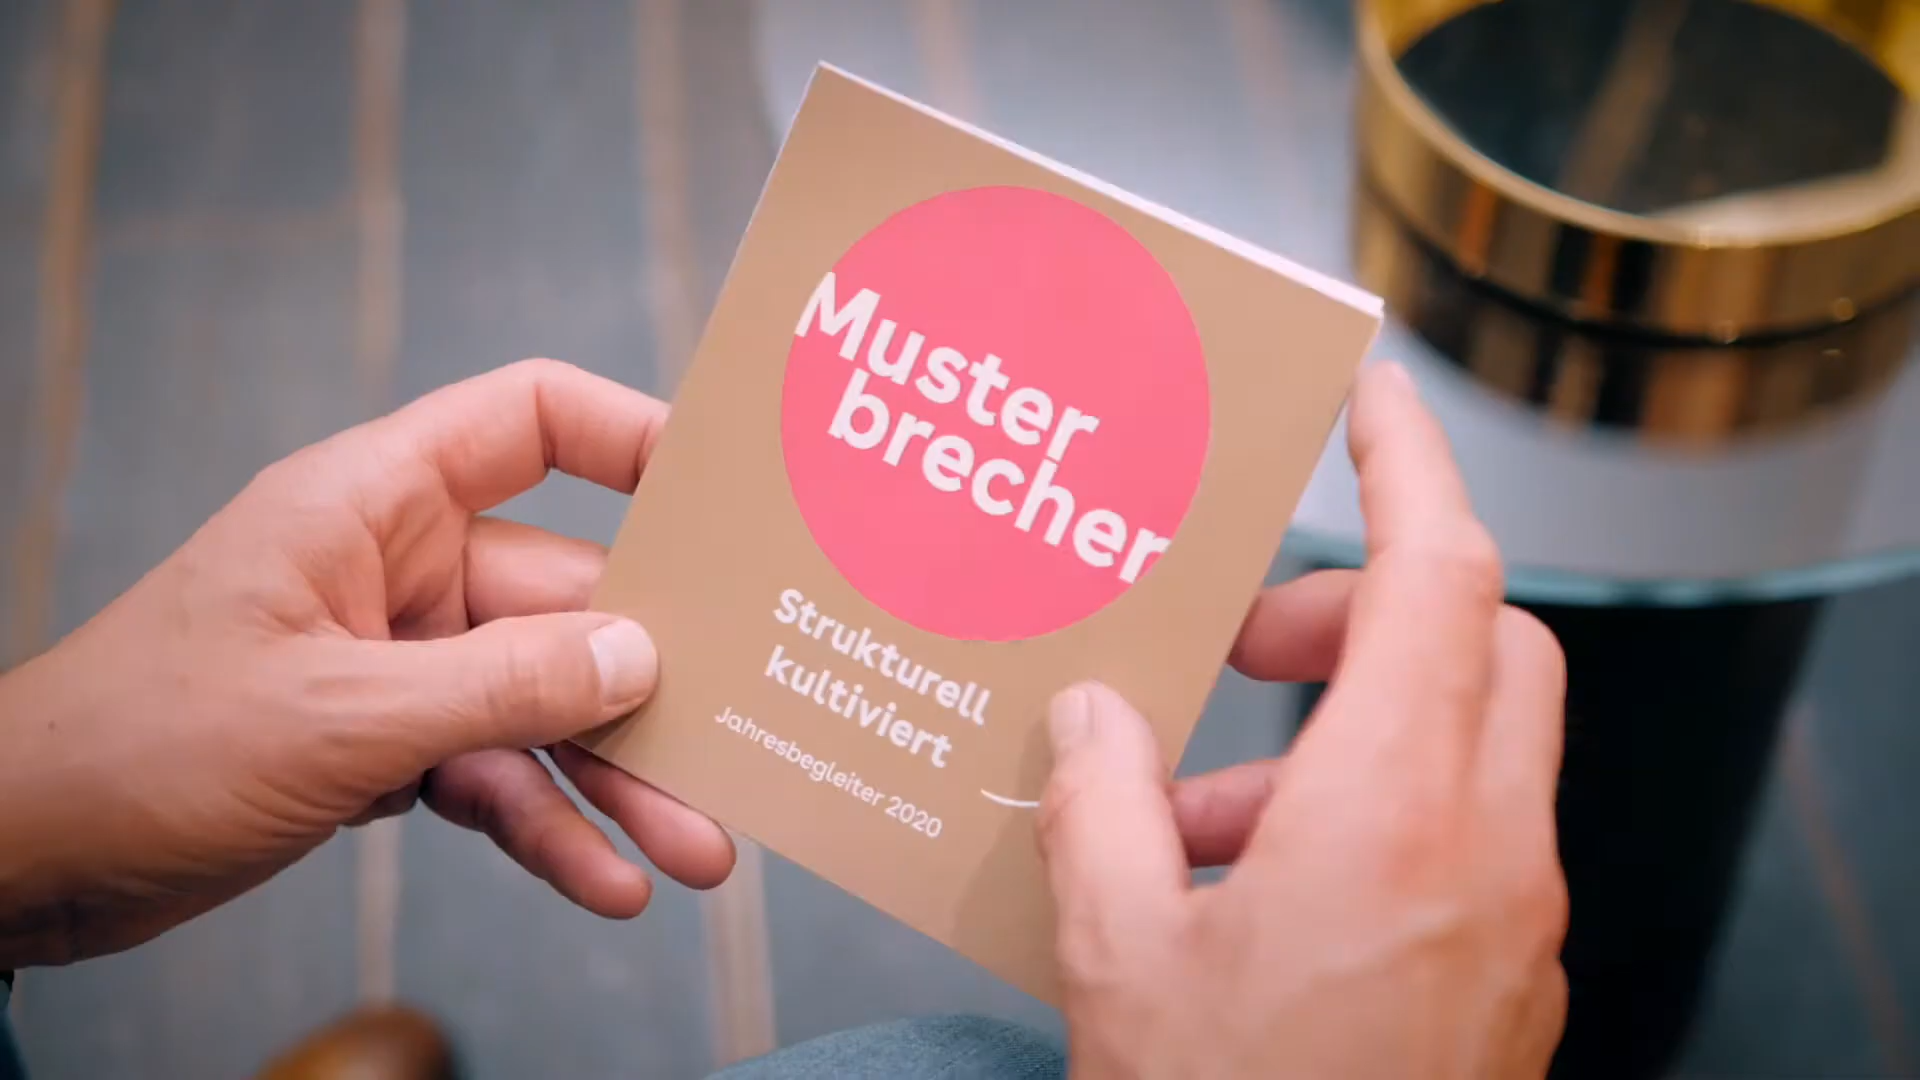 Muster
brecher
Strukturell
kultiviert
Jahresbegleiter 2020